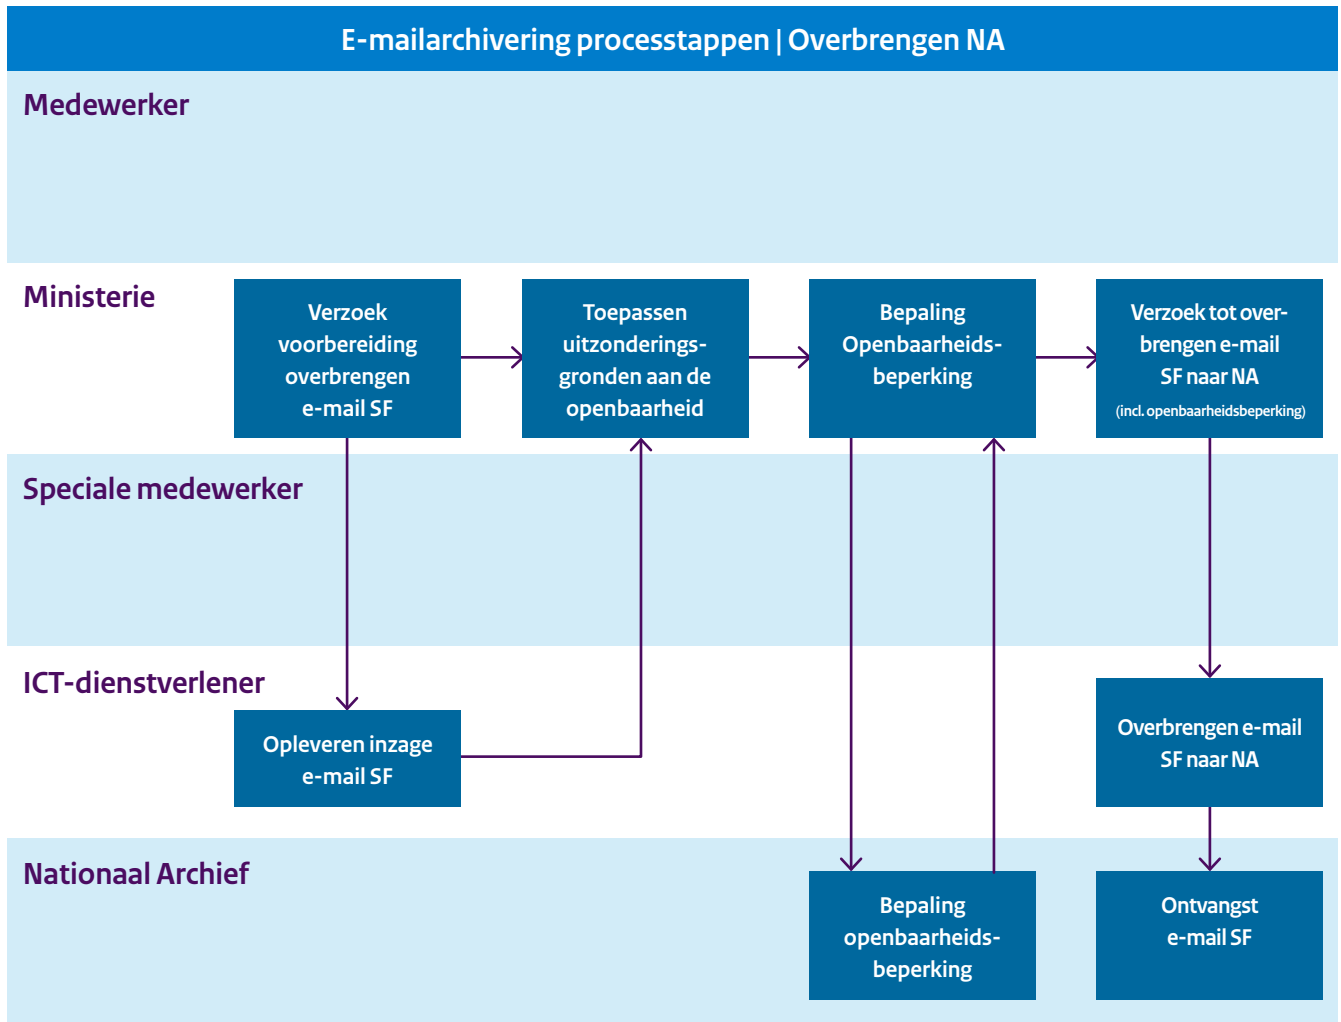 E-mailarchivering processtappen | Overbrengen NA
Medewerker
Ministerie
Verzoek
voorbereiding
overbrengen
e-mail SF
Toepassen
uitzonderings-
gronden aan de
openbaarheid
Bepaling
Openbaarheids-
beperking
Verzoek tot over-
brengen e-mail
SF naar NA
(incl. openbaarheidsbeperking)
Speciale medewerker
ICT-dienstverlener
Opleveren inzage
e-mail SF
Overbrengen e-mail
SF naar NA
Nationaal Archief
Bepaling
openbaarheids-
beperking
Ontvangst
e-mail SF